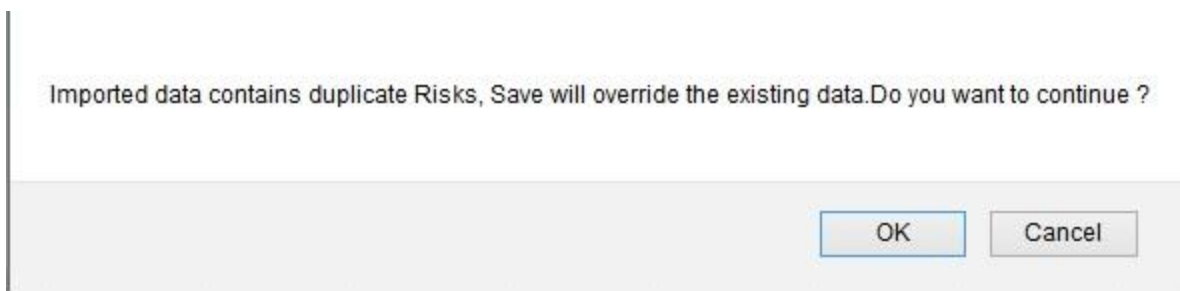 Imported data contains duplicate Risks, Save will override the existing data.Do you want to continue ?
OK
Cancel